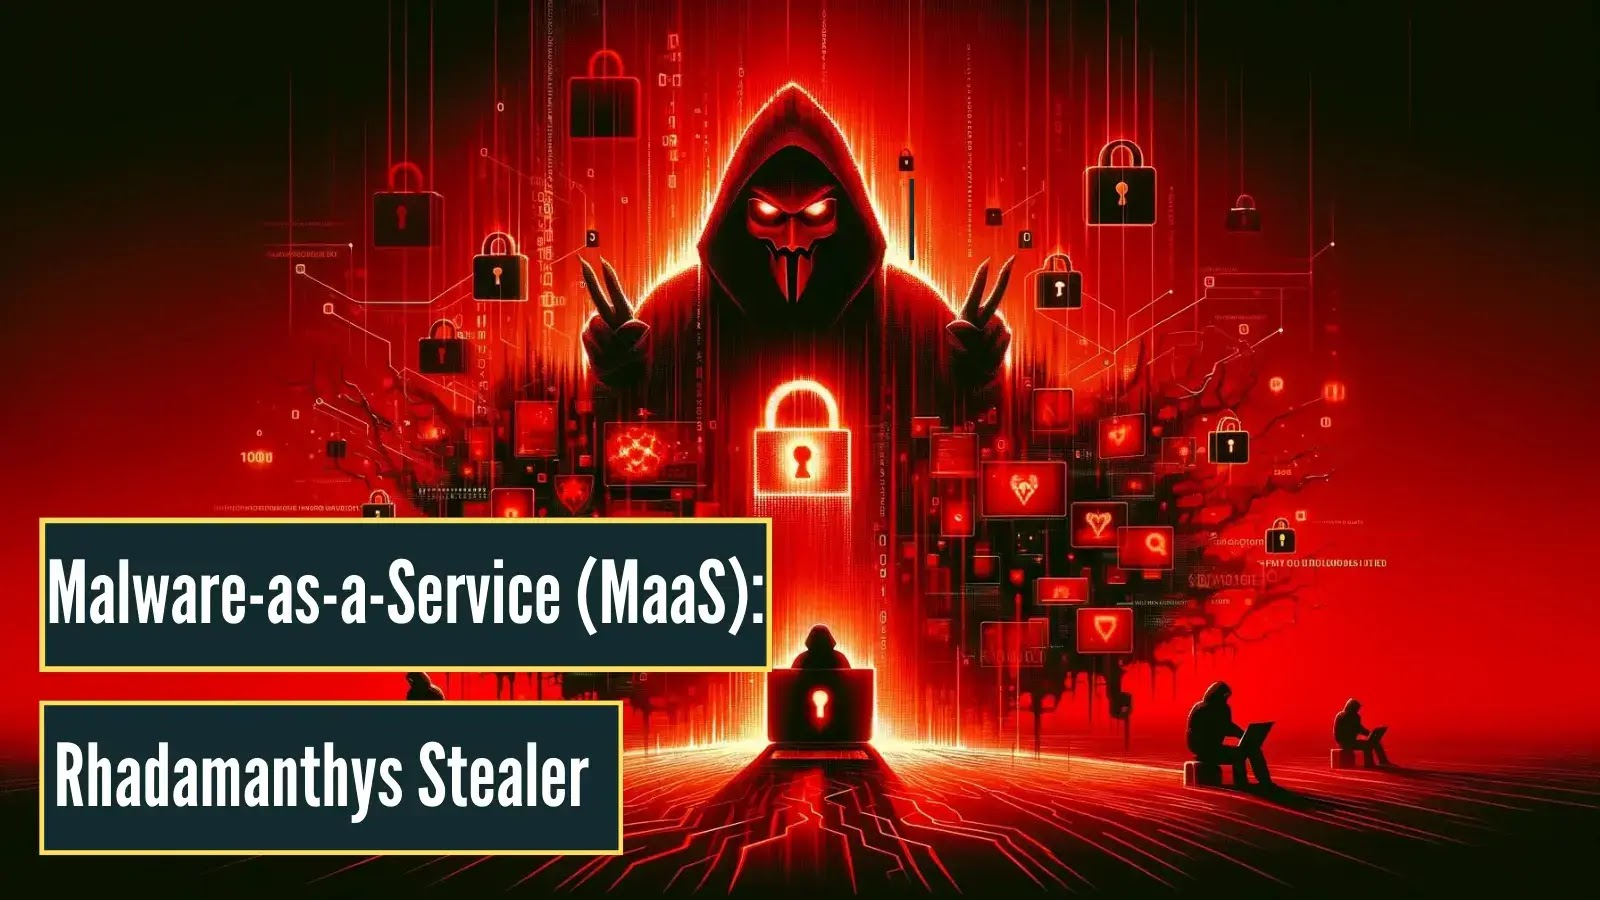 Malware-as-a-Service (MaaS):
Rhadamanthys Stealer